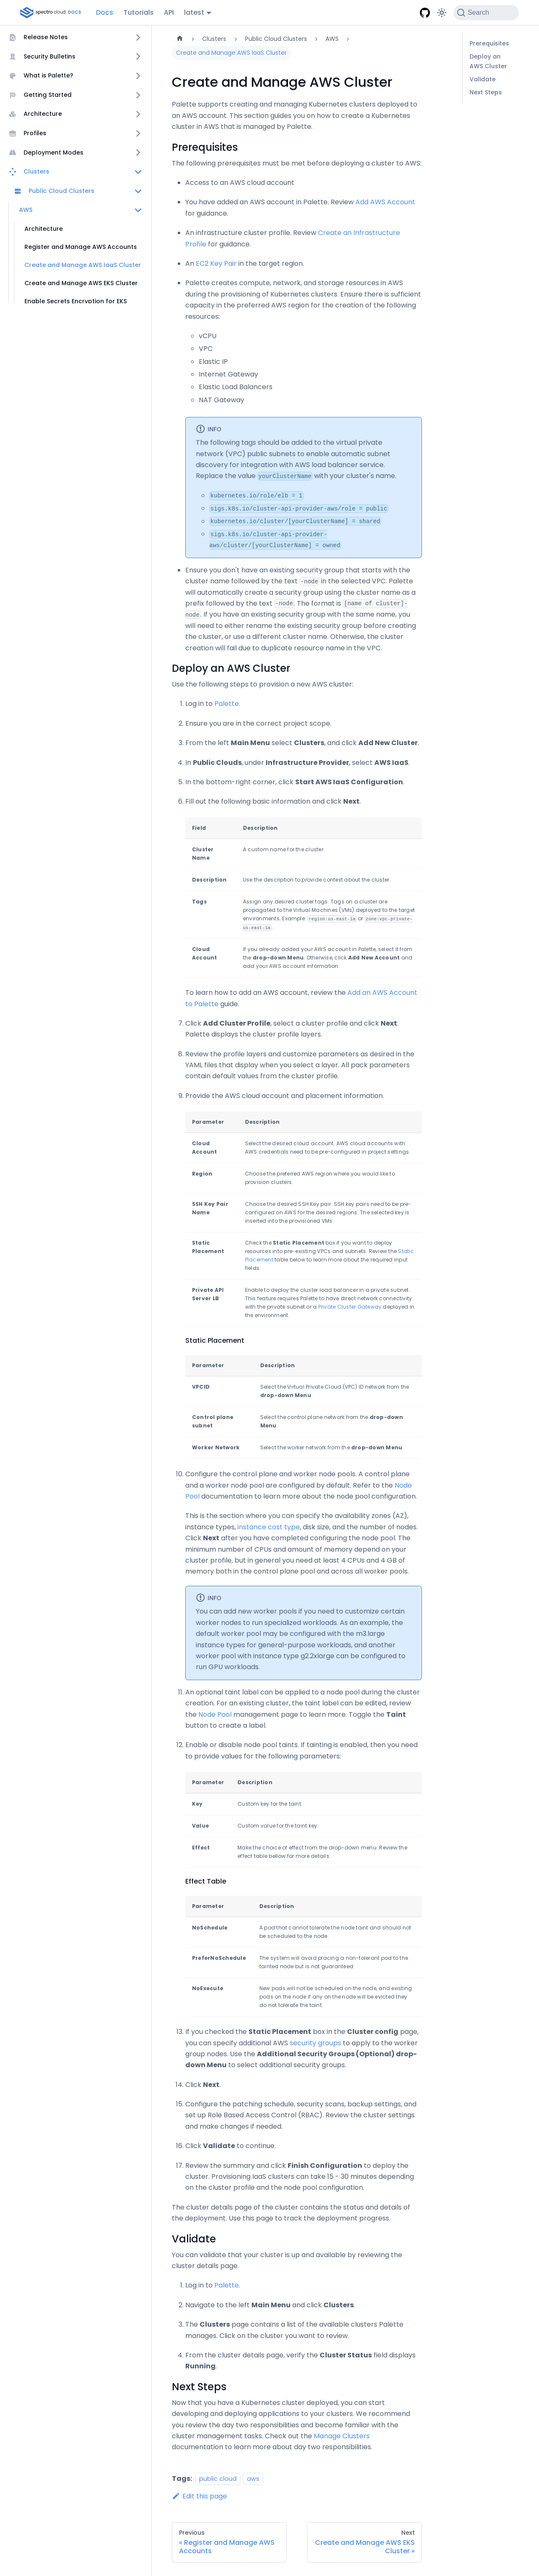 spectro cloud DOCS
Docs
Tutorials
API
latest
Search
Release Notes
Security Bulletins
What is Palette?
Getting Started
Architecture
Profiles
Deployment Modes
Clusters
Public Cloud Clusters
AWS
Architecture
Register and Manage AWS Accounts
Create and Manage AWS IaaS Cluster
Create and Manage AWS EKS Cluster
Enable Secrets Encryption for EKS
Clusters
Public Cloud Clusters
AWS
Create and Manage AWS IaaS Cluster
Create and Manage AWS Cluster
Palette supports creating and managing Kubernetes clusters deployed to
an AWS account. This section guides you on how to create a Kubernetes
cluster in AWS that is managed by Palette.
Prerequisites
The following prerequisites must be met before deploying a cluster to AWS:
Access to an AWS cloud account
You have added an AWS account in Palette. Review Add AWS Account
for guidance.
An infrastructure cluster profile. Review Create an Infrastructure
Profile for guidance.
An EC2 Key Pair in the target region.
Palette creates compute, network, and storage resources in AWS
during the provisioning of Kubernetes clusters. Ensure there is sufficient
capacity in the preferred AWS region for the creation of the following
resources:
vCPU
VPC
Elastic IP
Internet Gateway
Elastic Load Balancers
NAT Gateway
INFO
The following tags should be added to the virtual private
network (VPC) public subnets to enable automatic subnet
discovery for integration with AWS load balancer service.
Replace the value yourClusterName with your cluster's name.
kubernetes.io/role/elb = 1
sigs.k8s.io/cluster-api-provider-aws/role = public
kubernetes.io/cluster/[yourClusterName] = shared
sigs.k8s.io/cluster-api-provider-
aws/cluster/[yourClusterName] = owned
Ensure you don't have an existing security group that starts with the
cluster name followed by the text -node in the selected VPC. Palette
will automatically create a security group using the cluster name as a
prefix followed by the text -node. The format is [name of cluster]-
node. If you have an existing security group with the same name, you
will need to either rename the existing security group before creating
the cluster, or use a different cluster name. Otherwise, the cluster
creation will fail due to duplicate resource name in the VPC.
Deploy an AWS Cluster
Use the following steps to provision a new AWS cluster:
1. Log in to Palette.
2. Ensure you are in the correct project scope.
3. From the left Main Menu select Clusters, and click Add New Cluster.
4. In Public Clouds, under Infrastructure Provider, select AWS IaaS.
5. In the bottom-right corner, click Start AWS IaaS Configuration.
6. Fill out the following basic information and click Next.
Field Description
Cluster Name A custom name for the cluster.
Description Use the description to provide context about the cluster.
Tags Assign any desired cluster tags. Tags on a cluster are
propagated to the Virtual Machines (VMs) deployed to the target
environments. Example: region:us-east-1a or zone:vpc-private-
us-east-1a.
Cloud Account If you already added your AWS account in Palette, select it from
the drop-down Menu. Otherwise, click Add New Account and
add your AWS account information.
To learn how to add an AWS account, review the Add an AWS Account
to Palette guide.
7. Click Add Cluster Profile, select a cluster profile and click Next.
Palette displays the cluster profile layers.
8. Review the profile layers and customize parameters as desired in the
YAML files that display when you select a layer. All pack parameters
contain default values from the cluster profile.
9. Provide the AWS cloud account and placement information.
Parameter Description
Cloud Account Select the desired cloud account. AWS cloud accounts with
AWS credentials need to be pre-configured in project settings.
Region Choose the preferred AWS region where you would like to
provision clusters.
SSH Key Pair Name Choose the desired SSH Key pair. SSH key pairs need to be pre-
configured on AWS for the desired regions. The selected key is
inserted into the provisioned VMs.
Static Placement Check the Static Placement box if you want to deploy
resources into pre-existing VPCs and subnets. Review the Static
Placement table below to learn more about the required input
fields.
Private API Server LB Enable to deploy the cluster load balancer in a private subnet.
This feature requires Palette to have direct network connectivity
with the private subnet or a Private Cluster Gateway deployed in
the environment.
Static Placement
Parameter Description
VPCID Select the Virtual Private Cloud (VPC) ID network from the
drop-down Menu.
Control plane subnet Select the control plane network from the drop-down
Menu.
Worker Network Select the worker network from the drop-down Menu.
10. Configure the control plane and worker node pools. A control plane
and a worker node pool are configured by default. Refer to the Node
Pool documentation to learn more about the node pool configuration.
This is the section where you can specify the availability zones (AZ),
instance types, instance cost type, disk size, and the number of nodes.
Click Next after you have completed configuring the node pool. The
minimum number of CPUs and amount of memory depend on your
cluster profile, but in general you need at least 4 CPUs and 4 GB of
memory both in the control plane pool and across all worker pools.
INFO
You can add new worker pools if you need to customize certain
worker nodes to run specialized workloads. As an example, the
default worker pool may be configured with the m3.large
instance types for general-purpose workloads, and another
worker pool with instance type g2.2xlarge can be configured to
run GPU workloads.
11. An optional taint label can be applied to a node pool during the cluster
creation. For an existing cluster, the taint label can be edited, review
the Node Pool management page to learn more. Toggle the Taint
button to create a label.
12. Enable or disable node pool taints. If tainting is enabled, then you need
to provide values for the following parameters:
Parameter Description
Key Custom key for the taint.
Value Custom value for the taint key.
Effect Make the choice of effect from the drop-down menu. Review the
effect table bellow for more details.
Effect Table
Parameter Description
NoSchedule A pod that cannot tolerate the node taint and should not
be scheduled to the node.
PreferNoSchedule The system will avoid placing a non-tolerant pod to the
tainted node but is not guaranteed.
NoExecute New pods will not be scheduled on the node, and existing
pods on the node if any on the node will be evicted they
do not tolerate the taint.
13. If you checked the Static Placement box in the Cluster config page,
you can specify additional AWS security groups to apply to the worker
group nodes. Use the Additional Security Groups (Optional) drop-
down Menu to select additional security groups.
14. Click Next.
15. Configure the patching schedule, security scans, backup settings, and
set up Role Based Access Control (RBAC). Review the cluster settings
and make changes if needed.
16. Click Validate to continue.
17. Review the summary and click Finish Configuration to deploy the
cluster. Provisioning IaaS clusters can take 15 - 30 minutes depending
on the cluster profile and the node pool configuration.
The cluster details page of the cluster contains the status and details of
the deployment. Use this page to track the deployment progress.
Validate
You can validate that your cluster is up and available by reviewing the
cluster details page.
1. Log in to Palette.
2. Navigate to the left Main Menu and click Clusters.
3. The Clusters page contains a list of the available clusters Palette
manages. Click on the cluster you want to review.
4. From the cluster details page, verify the Cluster Status field displays
Running.
Next Steps
Now that you have a Kubernetes cluster deployed, you can start
developing and deploying applications to your clusters. We recommend
you review the day two responsibilities and become familiar with the
cluster management tasks. Check out the Manage Clusters
documentation to learn more about day two responsibilities.
Tags: public cloud aws
Edit this page
Previous
« Register and Manage AWS
Accounts
Next
Create and Manage AWS EKS
Cluster »
Prerequisites
Deploy an
AWS Cluster
Validate
Next Steps